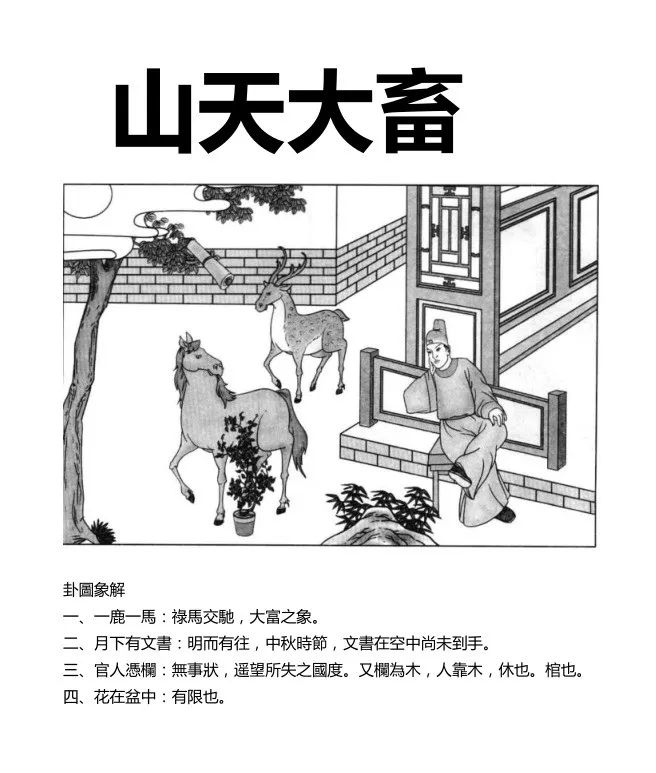 山天大畜
卦圖象解
一、一鹿一馬：祿馬交馳，大富之象。
二、月下有文書：明而有往，中秋時節，文書在空中尚未到手。
三、官人憑欄：無事狀，遥望所失之國度。又欄為木，人靠木，休也。棺也。
四、花在盆中：有限也。